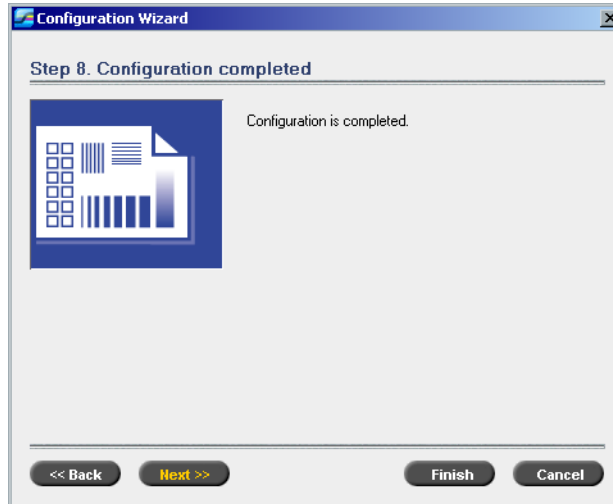 Configuration Wizard
Step 8. Configuration completed
Configuration is completed.
<< Back
Next >>
Finish
Cancel